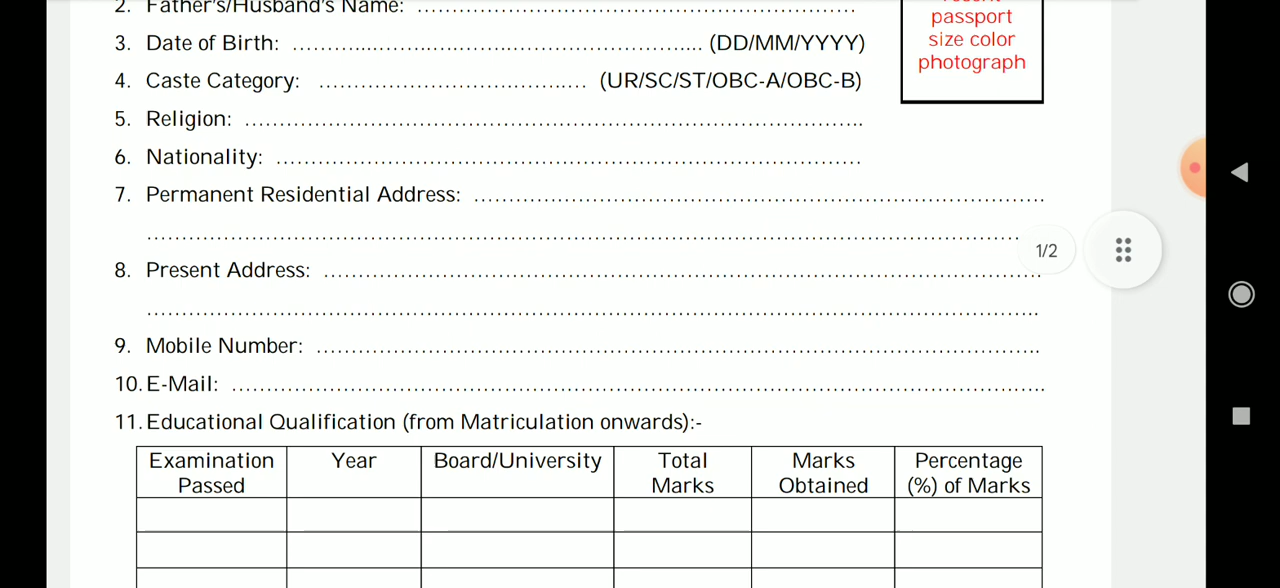 2. Father's/Husband's Name: ……………………………………………………
passport
size color
photograph
3. Date of Birth: ………………………………………………… (DD/MM/YYYY)
4. Caste Category: ………………………………… (UR/SC/ST/OBC-A/OBC-B)
5. Religion: ……………………………………………………………………………
6. Nationality: …………………………………………………………………………
7. Permanent Residential Address: ………………………………………………………………………
……………………………………………………………………………………………………………
8. Present Address: ……………………………………………………………………………………
1/2
……………………………………………………………………………………………………………
9. Mobile Number: ……………………………………………………………………………………
10. E-Mail: ………………………………………………………………………………………………
11. Educational Qualification (from Matriculation onwards):-
Examination Passed Year Board/University Total Marks Marks Obtained Percentage (%) of Marks